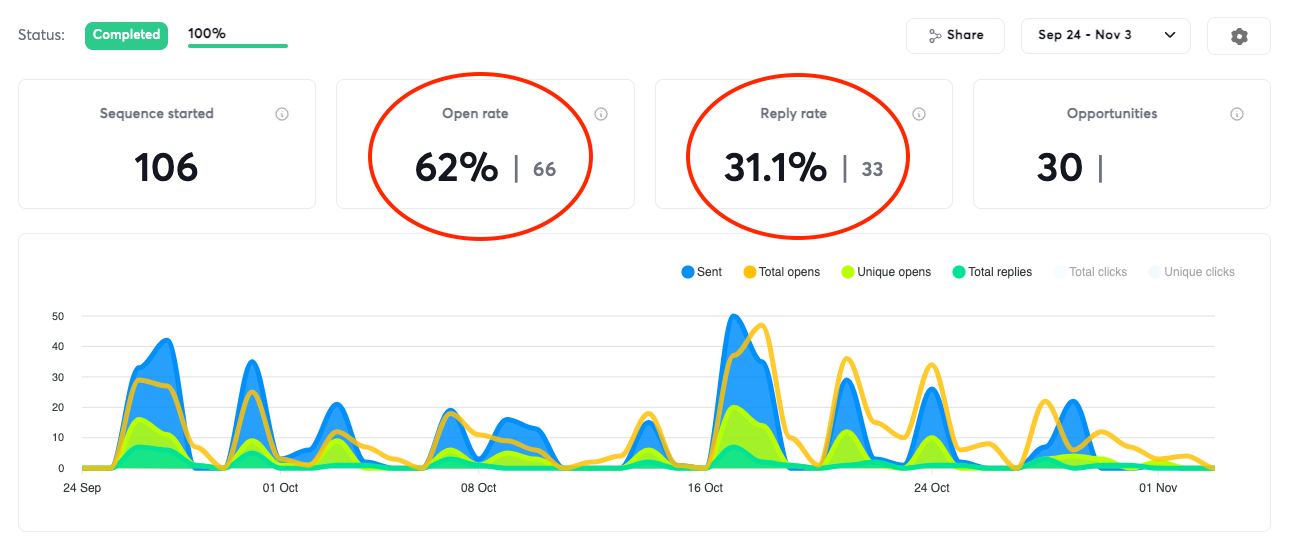 Status: Completed 100% Share Sep 24 - Nov 3
Sequence started Open rate Reply rate Opportunities
106 62% | 66 31.1% | 33 30 |
Sent Total opens Unique opens Total replies Total clicks Unique clicks
50
40
30
20
10
0
24 Sep 01 Oct 08 Oct 16 Oct 24 Oct 01 Nov